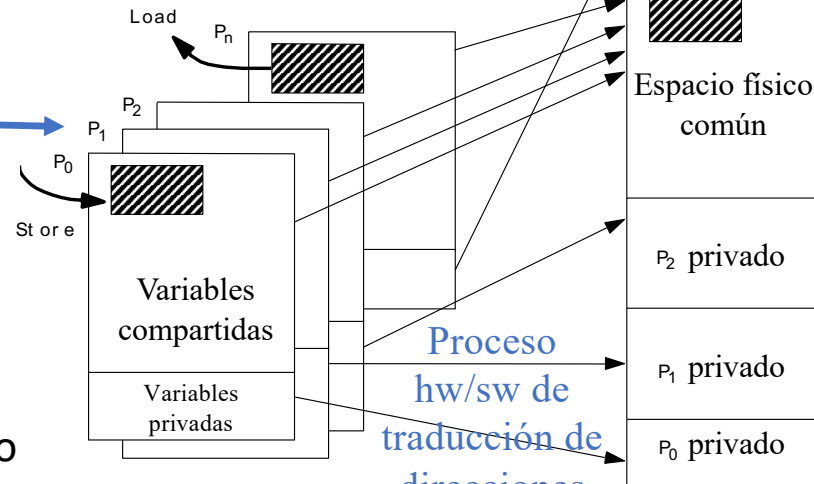 Load
Pn
P2
P1
P0
Store
Variables
compartidas
Variables
privadas
Proceso
hw/sw de
traducción de
direcciones
Espacio físico
común
P2 privado
P1 privado
P0 privado
o